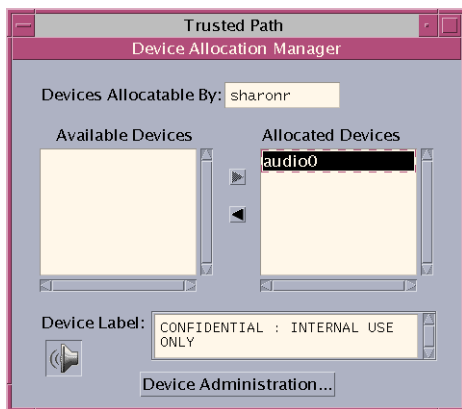 Trusted Path
Device Allocation Manager
Devices Allocatable By: sharonr
Available Devices
Allocated Devices
audio0
Device Label: CONFIDENTIAL : INTERNAL USE
ONLY
Device Administration...